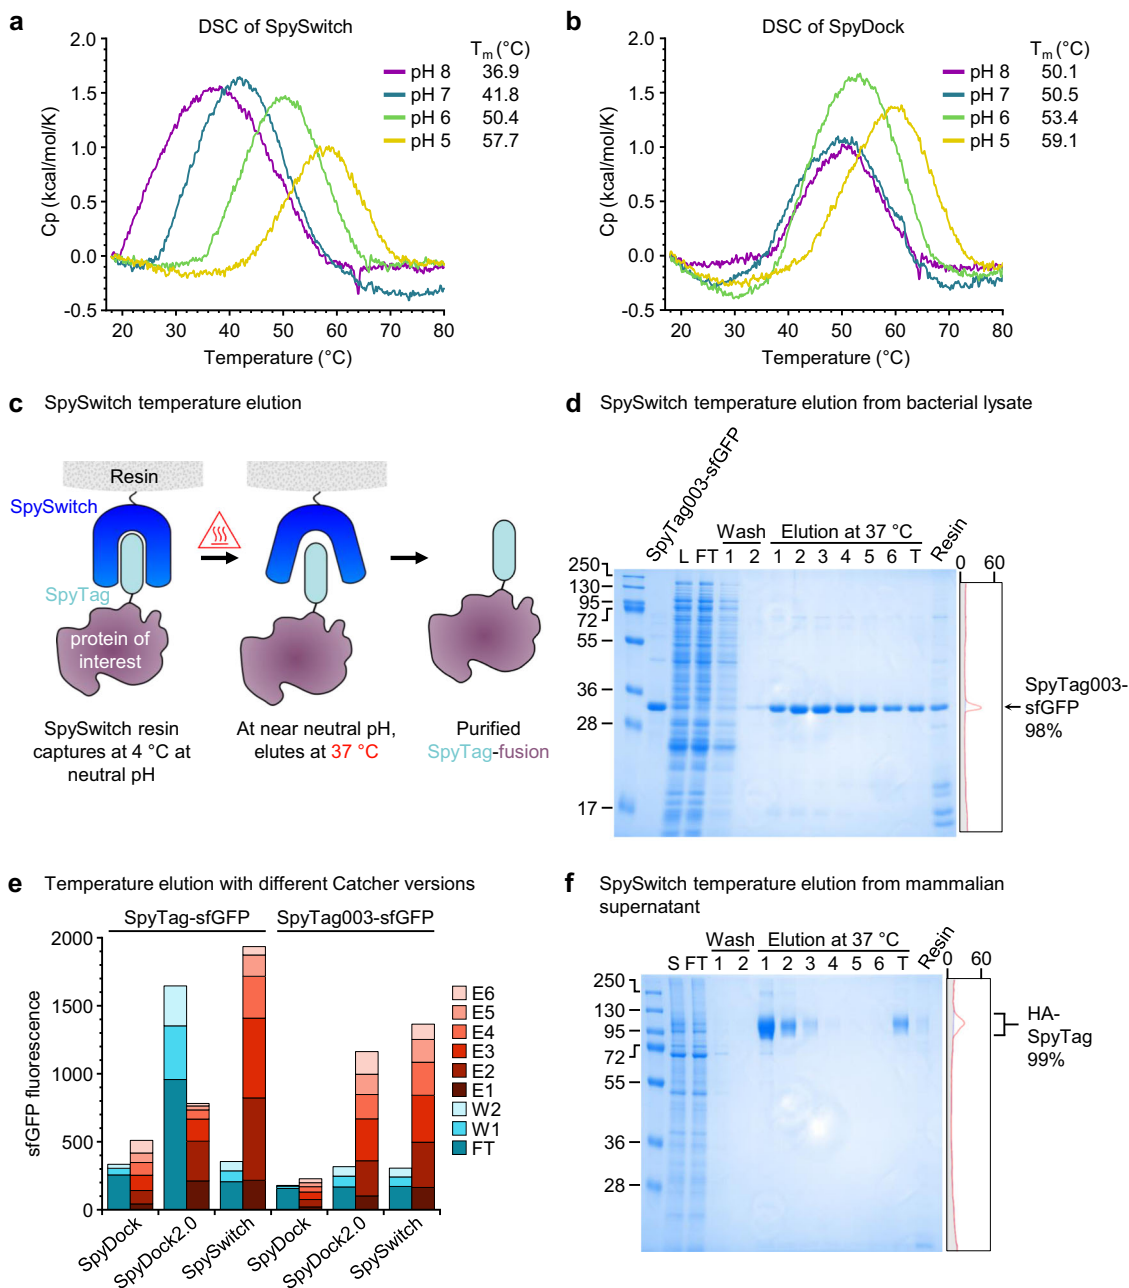 a
DSC of SpySwitch
2.0
1.5
1.0
0.5
0.0
-0.5
Cp (kcal/mol/K)
20 30 40 50 60 70 80
Temperature (°C)
Tm (°C)
pH 8 36.9
pH 7 41.8
pH 6 50.4
pH 5 57.7
b
DSC of SpyDock
2.0
1.5
1.0
0.5
0.0
-0.5
Cp (kcal/mol/K)
20 30 40 50 60 70 80
Temperature (°C)
Tm (°C)
pH 8 50.1
pH 7 50.5
pH 6 53.4
pH 5 59.1
c
SpySwitch temperature elution
Resin
SpySwitch
SpyTag
protein of
interest
SpySwitch resin
captures at 4 °C at
neutral pH
At near neutral pH,
elutes at 37 °C
Purified
SpyTag-fusion
d
SpySwitch temperature elution from bacterial lysate
SpyTag003-sfGFP
Wash
Elution at 37 °C
Resin
L FT 1 2 1 2 3 4 5 6 T
0 60
250
130
95
72
55
36
28
17
SpyTag003-
sfGFP
98%
e
Temperature elution with different Catcher versions
SpyTag-sfGFP
SpyTag003-sfGFP
2000
1500
1000
500
0
sfGFP fluorescence
E6
E5
E4
E3
E2
E1
W2
W1
FT
SpyDock
SpyDock2.0
SpySwitch
SpyDock
SpyDock2.0
SpySwitch
f
SpySwitch temperature elution from mammalian
supernatant
Wash
Elution at 37 °C
Resin
S FT 1 2 1 2 3 4 5 6 T
0 60
250
130
95
72
55
36
28
HA-
SpyTag
99%